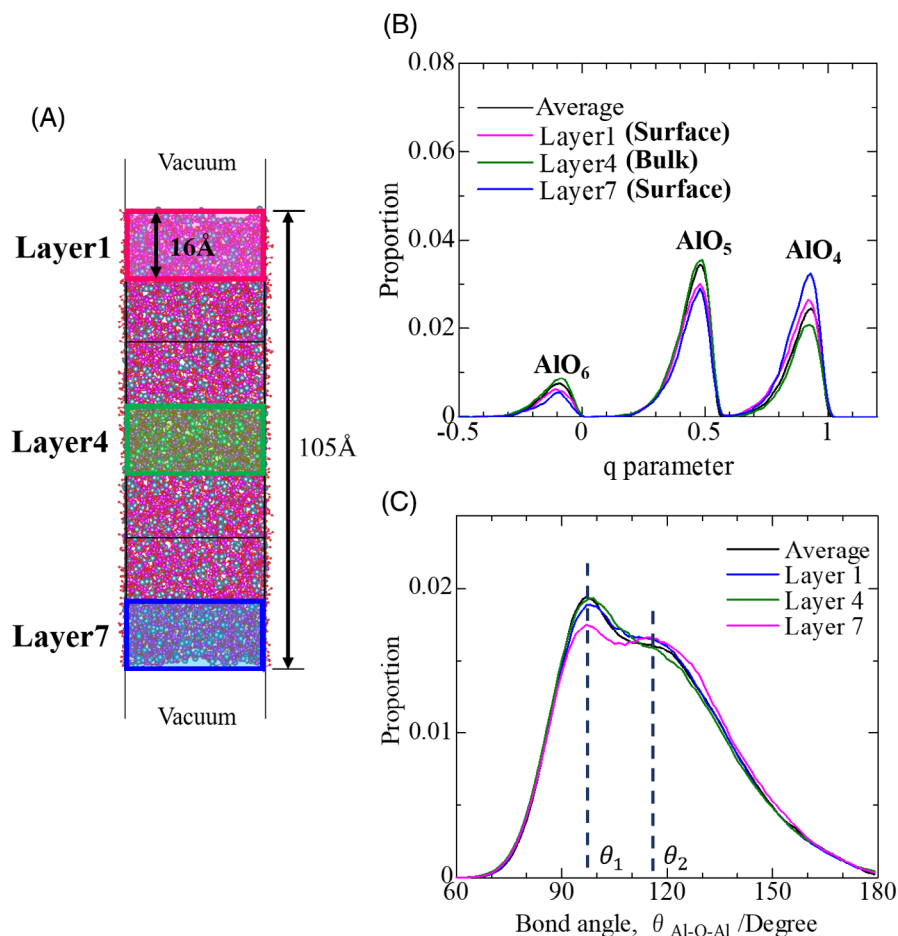 (A)
Vacuum
Layer1
16Å
Layer4
105Å
Layer7
Vacuum
(B)
0.08
0.06
0.04
0.02
0
Proportion
Average
Layer1 (Surface)
Layer4 (Bulk)
Layer7 (Surface)
AlO₆
AlO₅
AlO₄
-0.5 0 0.5 1
q parameter
(C)
0.02
0.01
0
Proportion
Average
Layer 1
Layer 4
Layer 7
θ₁ θ₂
60 90 120 150 180
Bond angle, θ Al-O-Al /Degree